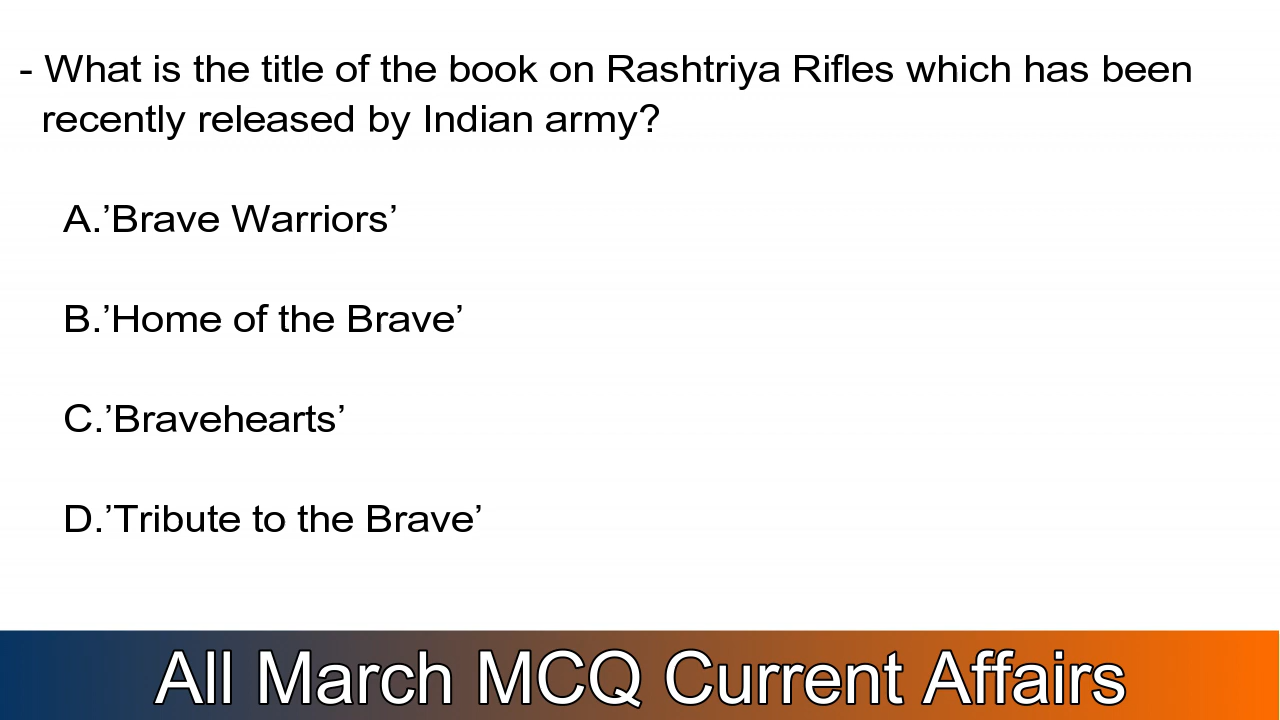 - What is the title of the book on Rashtriya Rifles which has been
recently released by Indian army?
A.’Brave Warriors’
B.’Home of the Brave’
C.’Bravehearts’
D.’Tribute to the Brave’
All March MCQ Current Affairs